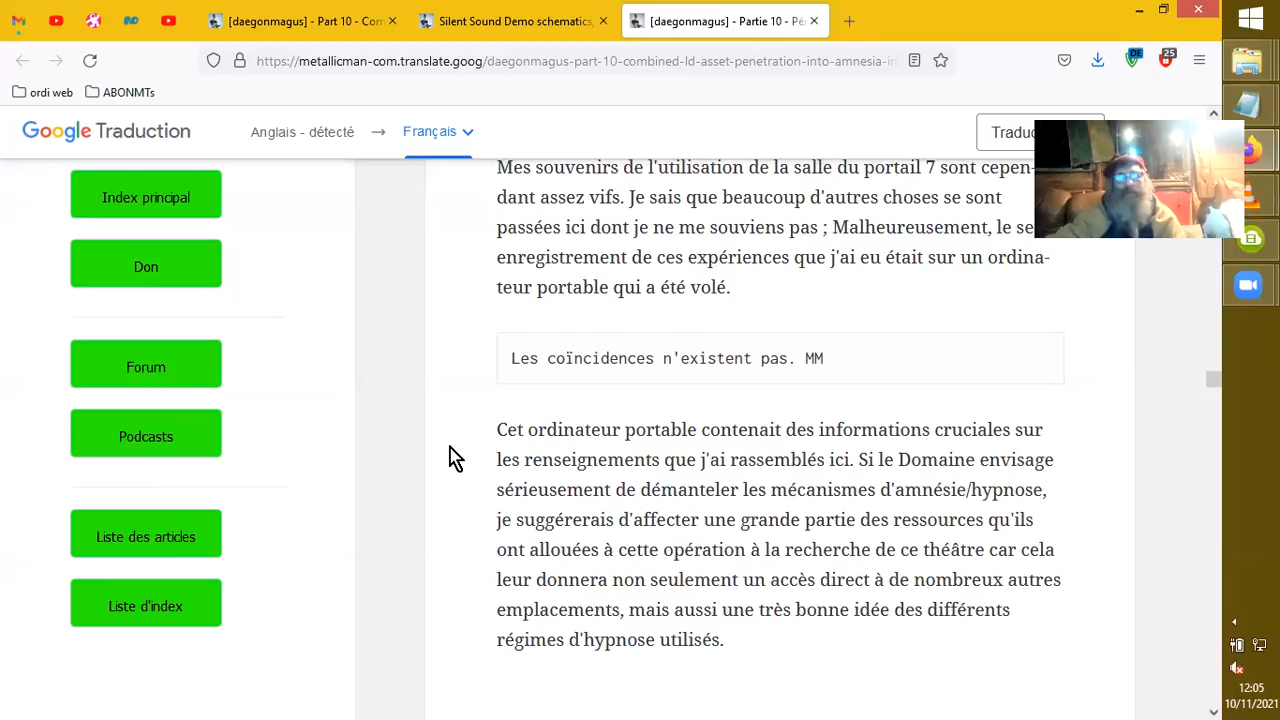 [daegonmagus] - Part 10 - Com
Silent Sound Demo schematics,
[daegonmagus] - Partie 10 - Pé
https://metallicman-com.translate.goog/daegonmagus-part-10-combined-ld-asset-penetration-into-amnesia-in
DE
25
ordi web
ABONMTs
Google Traduction
Anglais - détecté
Français
Traduc
Index principal
Don
Forum
Podcasts
Liste des articles
Liste d'index
Mes souvenirs de l'utilisation de la salle du portail 7 sont cepen-
dant assez vifs. Je sais que beaucoup d'autres choses se sont
passées ici dont je ne me souviens pas ; Malheureusement, le se
enregistrement de ces expériences que j'ai eu était sur un ordina-
teur portable qui a été volé.
Les coïncidences n'existent pas. MM
Cet ordinateur portable contenait des informations cruciales sur
les renseignements que j'ai rassemblés ici. Si le Domaine envisage
sérieusement de démanteler les mécanismes d'amnésie/hypnose,
je suggérerais d'affecter une grande partie des ressources qu'ils
ont allouées à cette opération à la recherche de ce théâtre car cela
leur donnera non seulement un accès direct à de nombreux autres
emplacements, mais aussi une très bonne idée des différents
régimes d'hypnose utilisés.
12:05
10/11/2021